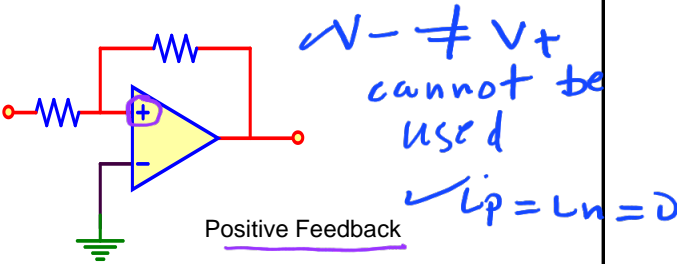 V- ≠ V+
cannot be
used
+
-
ip = in = 0
Positive Feedback